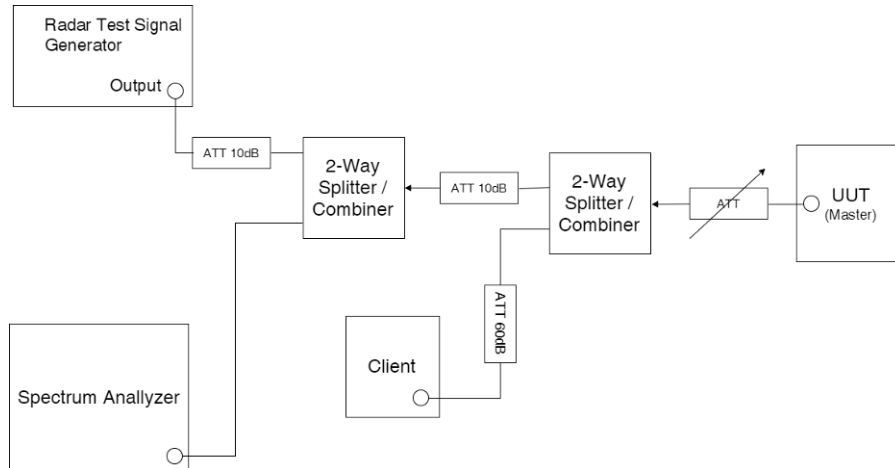 Radar Test Signal
Generator
Output
ATT 10dB
2-Way
Splitter /
Combiner
ATT 10dB
2-Way
Splitter /
Combiner
ATT
UUT
(Master)
ATT 60dB
Client
Spectrum Anallyzer